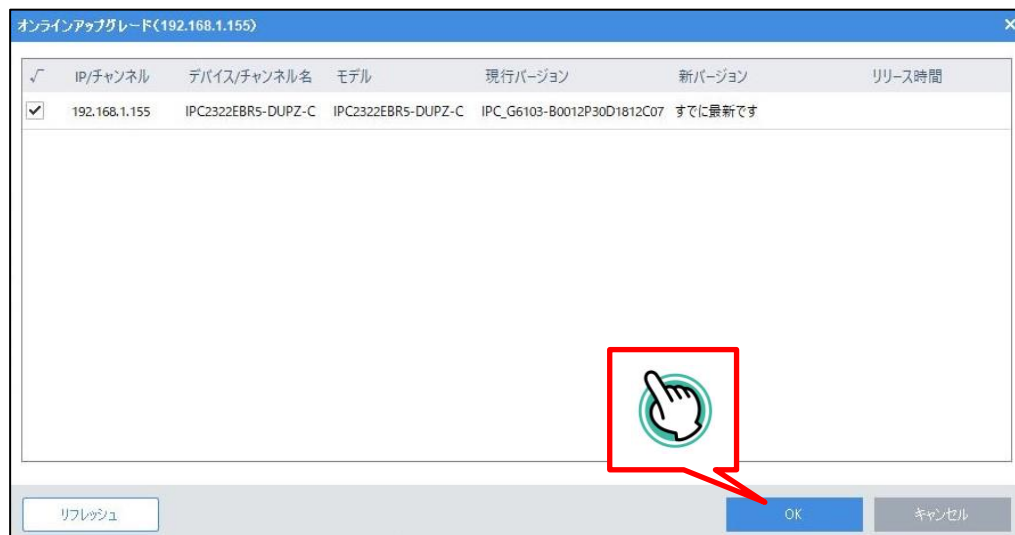 オンラインアップグレード(192.168.1.155)
√ IP/チャンネル デバイス/チャンネル名 モデル 現行バージョン 新バージョン リリース時間
192.168.1.155 IPC2322EBR5-DUPZ-C IPC2322EBR5-DUPZ-C IPC_G6103-B0012P30D1812C07 すでに最新です
リフレッシュ OK キャンセル